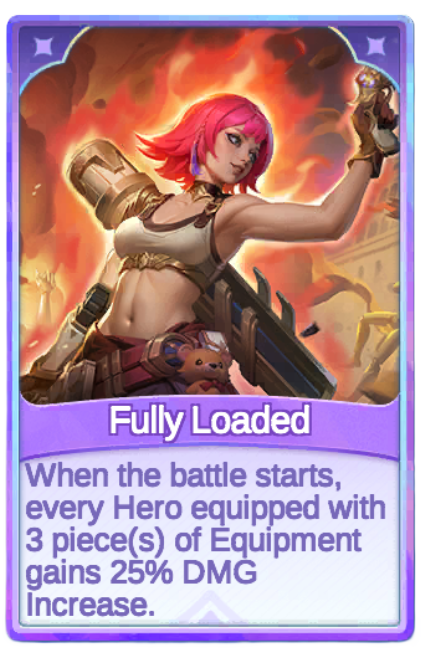 Fully Loaded
When the battle starts,
every Hero equipped with
3 piece(s) of Equipment
gains 25% DMG
Increase.